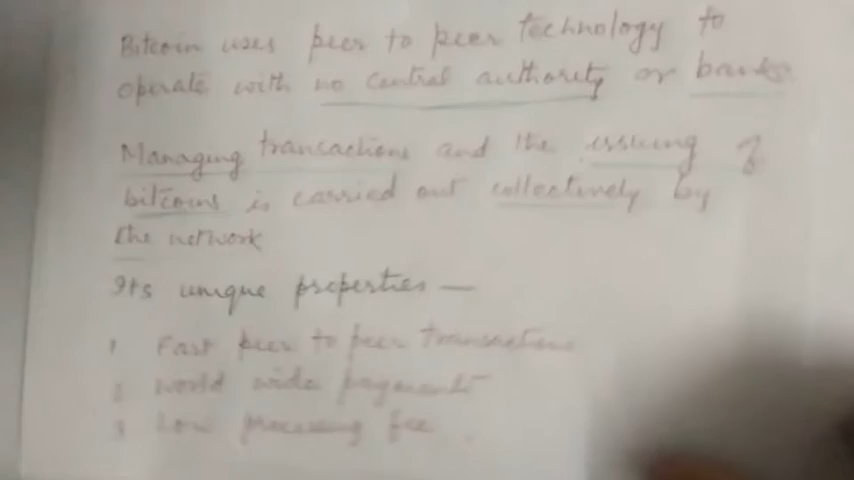 Bitcoin uses peer to peer technology to
operate with no central authority or banks
Managing transactions and the issuing of
bitcoins is carried out collectively by
the network
Its unique properties —
1 Fast peer to peer transactions
2 World wide payment
3 Low processing fee